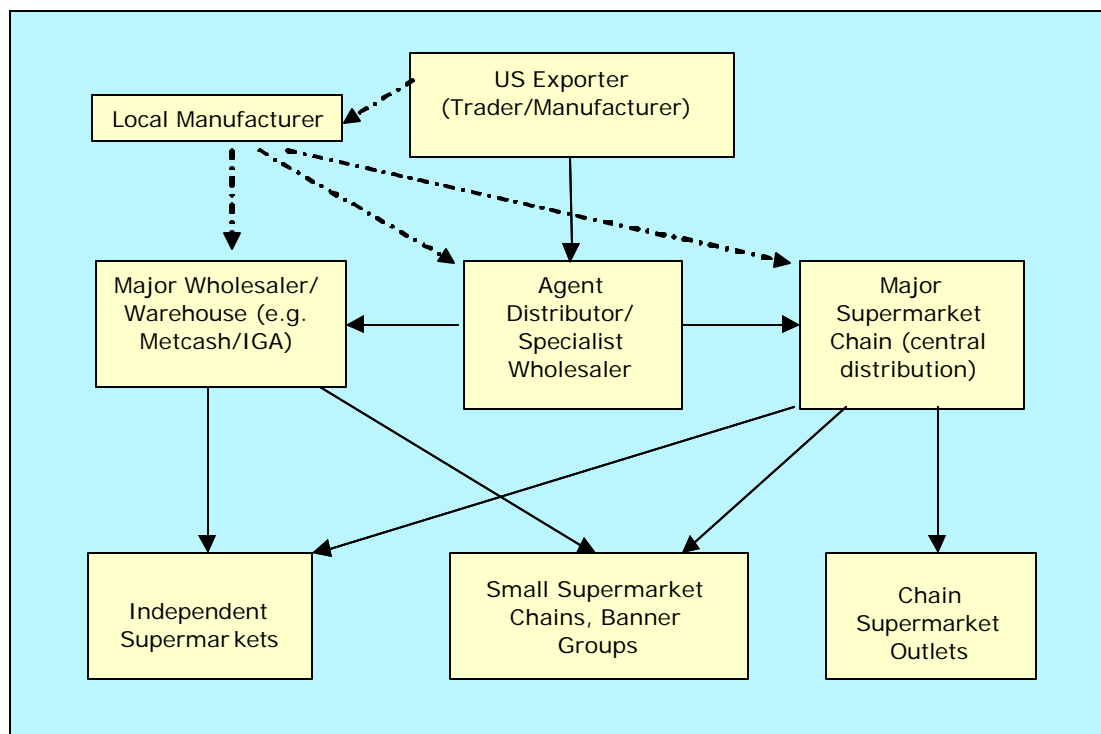 US Exporter
(Trader/Manufacturer)
Local Manufacturer
Major Wholesaler/
Warehouse (e.g.
Metcash/IGA)
Agent
Distributor/
Specialist
Wholesaler
Major
Supermarket
Chain (central
distribution)
Independent
Supermarkets
Small Supermarket
Chains, Banner
Groups
Chain
Supermarket
Outlets